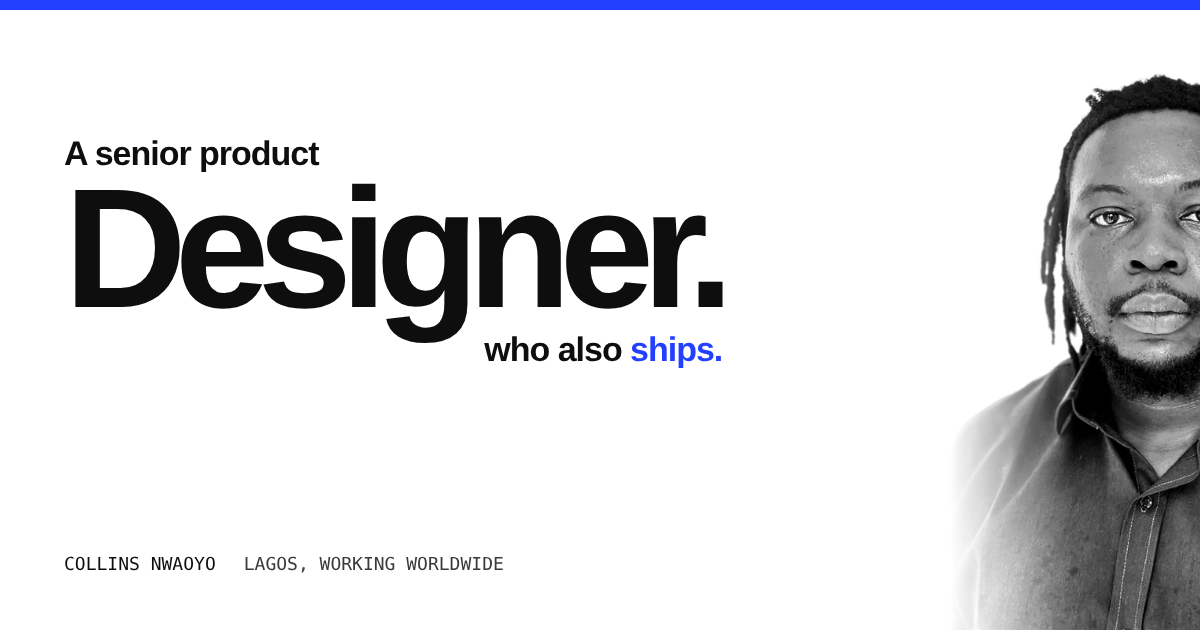 A senior product
Designer.
who also ships.
COLLINS NWAOYO LAGOS, WORKING WORLDWIDE